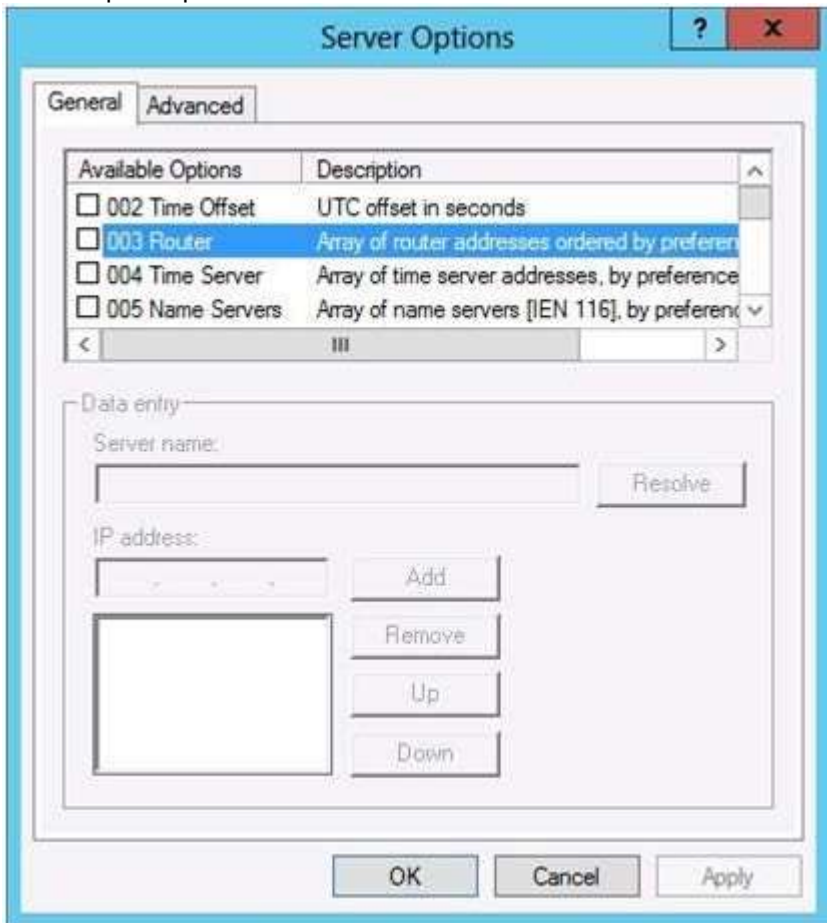 Server Options
?
x
General
Advanced
Available Options
Description
002 Time Offset
UTC offset in seconds
003 Router
Array of router addresses ordered by preferen
004 Time Server
Array of time server addresses, by preference
005 Name Servers
Array of name servers [IEN 116], by preferenc
Data entry
Server name:
Resolve
IP address:
Add
Remove
Up
Down
OK
Cancel
Apply